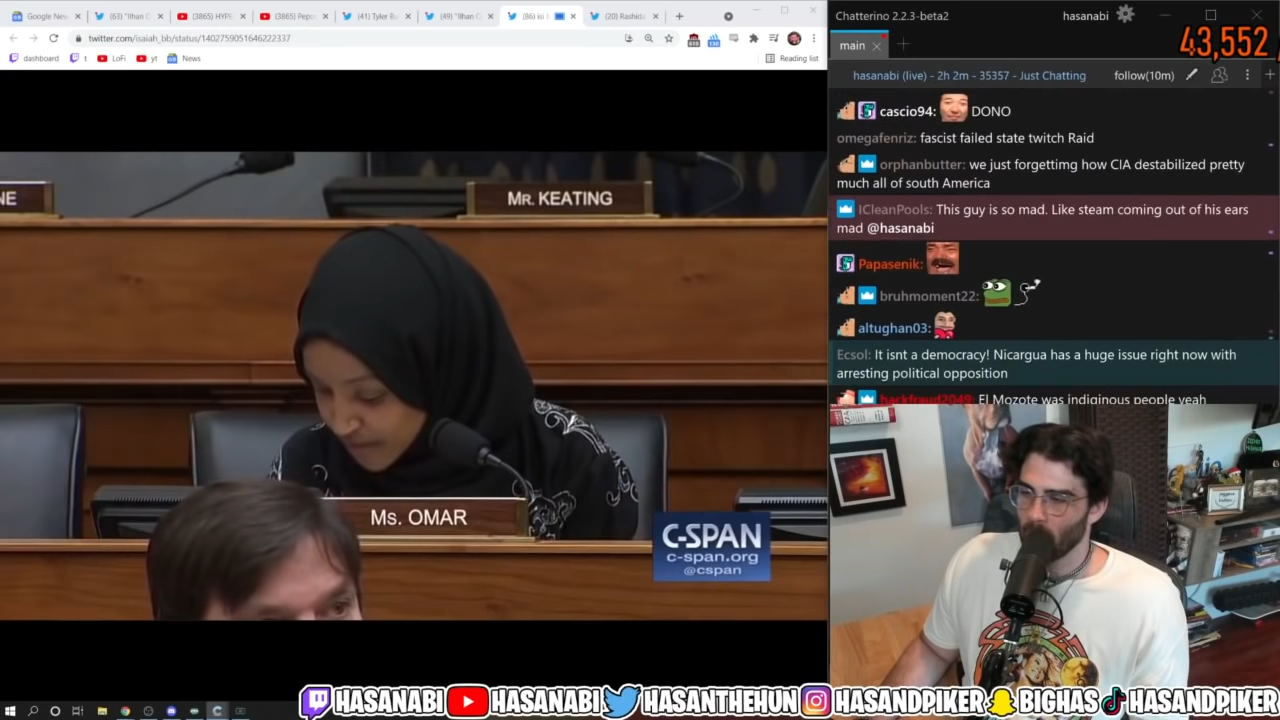 Google New
(63) "Ilhan O
(3865) HYPE
(3865) Pepo
(41) Tyler Ru
(49) "Ilhan O
(86) isi
(20) Rashida
twitter.com/isaiah_bb/status/1402759051646222337
dashboard
t
LoFi
yt
News
Reading list
NE
MR. KEATING
Ms. OMAR
C-SPAN
c-span.org
@cspan
Chatterino 2.2.3-beta2
hasanabi
43,552
main
hasanabi (live) - 2h 2m - 35357 - Just Chatting
follow(10m)
cascio94: DONO
omegafenriz: fascist failed state twitch Raid
orphanbutter: we just forgettimg how CIA destabilized pretty
much all of south America
ICleanPools: This guy is so mad. Like steam coming out of his ears
mad @hasanabi
Papasenik:
bruhmoment22:
altughan03:
Ecsol: It isnt a democracy! Nicargua has a huge issue right now with
arresting political opposition
hackfraud2049: El Mozote was indiginous people yeah
HASANABI
HASANABI
HASANTHEHUN
HASANDPIKER
BIGHAS
HASANDPIKER